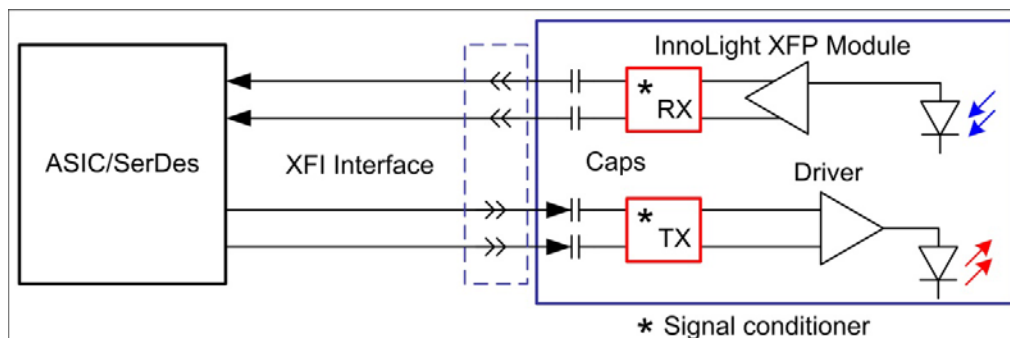 InnoLight XFP Module
* RX
ASIC/SerDes
XFI Interface
Caps
Driver
* TX
* Signal conditioner